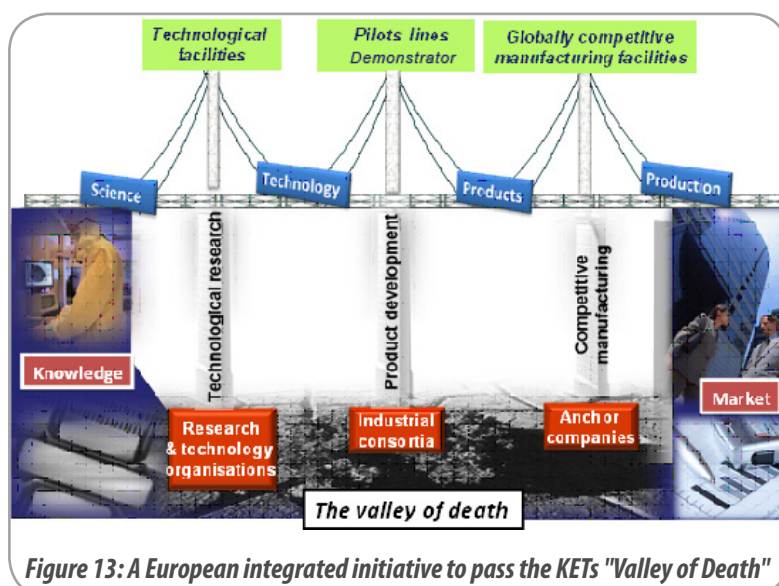 Technological
facilities
Pilots lines
Demonstrator
Globally competitive
manufacturing facilities
Science
Technology
Products
Production
Technological research
Product development
Competitive
manufacturing
Knowledge
Market
Research
& technology
organisations
Industrial
consortia
Anchor
companies
The valley of death
Figure 13: A European integrated initiative to pass the KETs "Valley of Death"